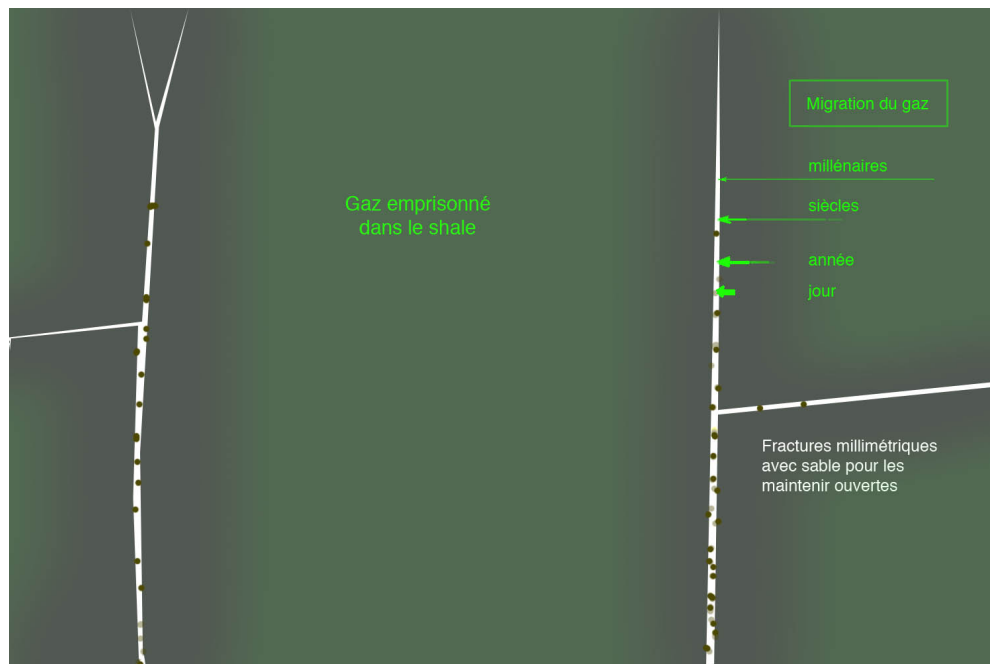 Migration du gaz
millénaires
siècles
année
jour
Gaz emprisonné
dans le shale
Fractures millimétriques
avec sable pour les
maintenir ouvertes